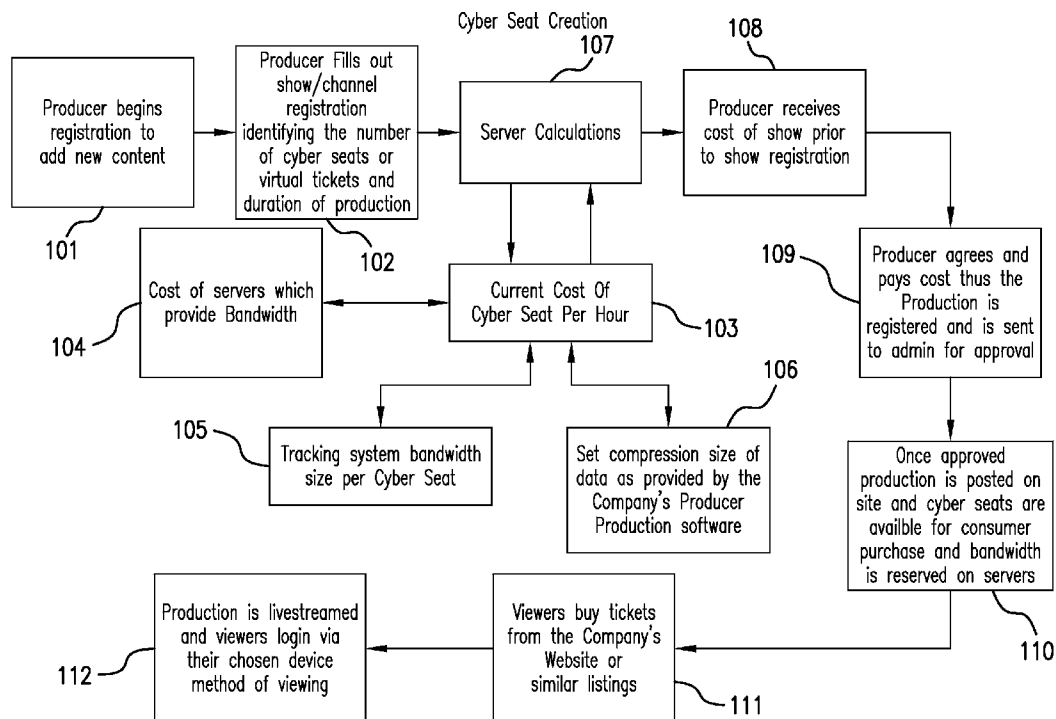 Cyber Seat Creation
107
108
Producer begins
registration to
add new content
101
Producer Fills out
show/channel
registration
identifying the number
of cyber seats or
virtual tickets and
duration of production
102
Server Calculations
Producer receives
cost of show prior
to show registration
Cost of servers which
provide Bandwidth
104
Current Cost Of
Cyber Seat Per Hour
103
109
Producer agrees and
pays cost thus the
Production is
registered and is sent
to admin for approval
105
Tracking system bandwidth
size per Cyber Seat
106
Set compression size of
data as provided by the
Company's Producer
Production software
Once approved
production is posted on
site and cyber seats are
availble for consumer
purchase and bandwidth
is reserved on servers
110
Viewers buy tickets
from the Company's
Website or
similar listings
111
Production is livestreamed
and viewers login via
their chosen device
method of viewing
112